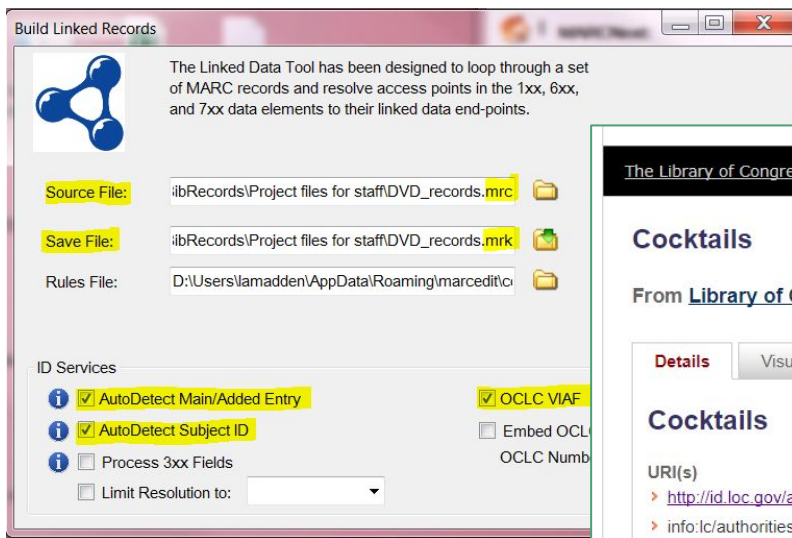 Build Linked Records
The Linked Data Tool has been designed to loop through a set
of MARC records and resolve access points in the 1xx, 6xx,
and 7xx data elements to their linked data end-points.
Source File: ibRecords\Project files for staff\DVD_records.mrc
Save File: ibRecords\Project files for staff\DVD_records.mrk
Rules File: D:\Users\lamadden\AppData\Roaming\marcedit\co
ID Services
AutoDetect Main/Added Entry
OCLC VIAF
AutoDetect Subject ID
Embed OCL
Process 3xx Fields
OCLC Numb
Limit Resolution to:
The Library of Congre
Cocktails
From Library of
Details Visu
Cocktails
URI(s)
http://id.loc.gov/a
info:lc/authorities